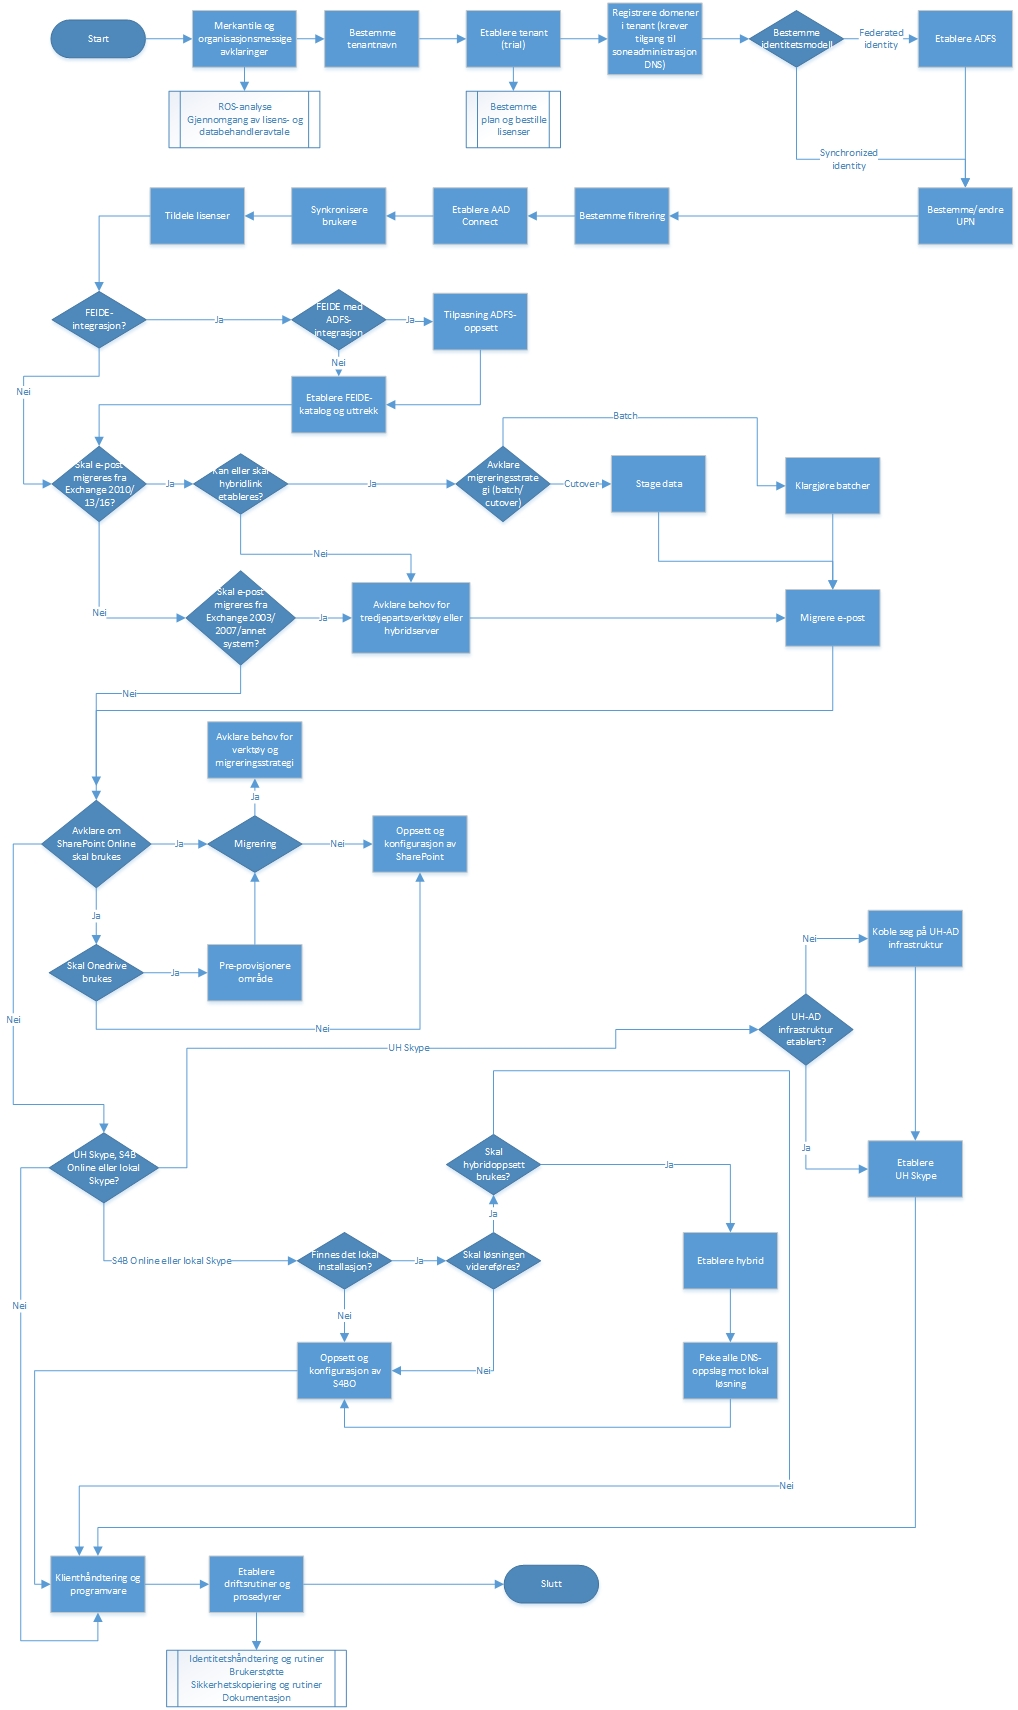 Start
Merkantile og
organisasjonsmessige
avklaringer
Bestemme
tenantnavn
Etablere tenant
(trial)
Registrere domener
i tenant (krever
tilgang til
soneadministrasjon
DNS)
Bestemme
identitetsmodell
Federated
identity
Etablere ADFS
ROS-analyse
Gjennomgang av lisens- og
databehandleravtale
Bestemme
plan og bestille
lisenser
Synchronized
identity
Tildele lisenser
Synkronisere
brukere
Etablere AAD
Connect
Bestemme filtrering
Bestemme/endre
UPN
FEIDE-
integrasjon?
Ja
FEIDE med
ADFS-
integrasjon
Ja
Tilpasning ADFS-
oppsett
Nei
Nei
Etablere FEIDE-
katalog og uttrekk
Batch
Skal e-post
migreres fra
Exchange 2010/
13/16?
Ja
Kan eller skal
hybridlink
etableres?
Ja
Avklare
migreringsstrate
gi (batch/
cutover)
Cutover
Stage data
Klargjøre batcher
Nei
Nei
Skal e-post
migreres fra
Exchange 2003/
2007/annet
system?
Ja
Avklare behov for
tredjepartsverktøy eller
hybridserver
Migrere e-post
Nei
Avklare behov for
verktøy og
migreringsstrategi
Ja
Avklare om
SharePoint Online
skal brukes
Ja
Migrering
Nei
Oppsett og
konfigurasjon av
SharePoint
Ja
Skal Onedrive
brukes
Ja
Pre-provisjonere
område
Nei
Koble seg på UH-AD
infrastruktur
Nei
Nei
UH-AD
infrastruktur
etablert?
UH Skype
Ja
UH Skype, S4B
Online eller lokal
Skype?
Skal
hybridoppsett
brukes?
Ja
Etablere
UH Skype
Ja
S4B Online eller lokal Skype
Finnes det lokal
installasjon?
Ja
Skal løsningen
videreføres?
Etablere hybrid
Nei
Nei
Oppsett og
konfigurasjon av
S4BO
Nei
Peke alle DNS-
oppslag mot lokal
løsning
Nei
Klienthåndtering og
programvare
Etablere
driftsrutiner og
prosedyrer
Slutt
Identitetshåndtering og rutiner
Brukerstøtte
Sikkerhetskopiering og rutiner
Dokumentasjon